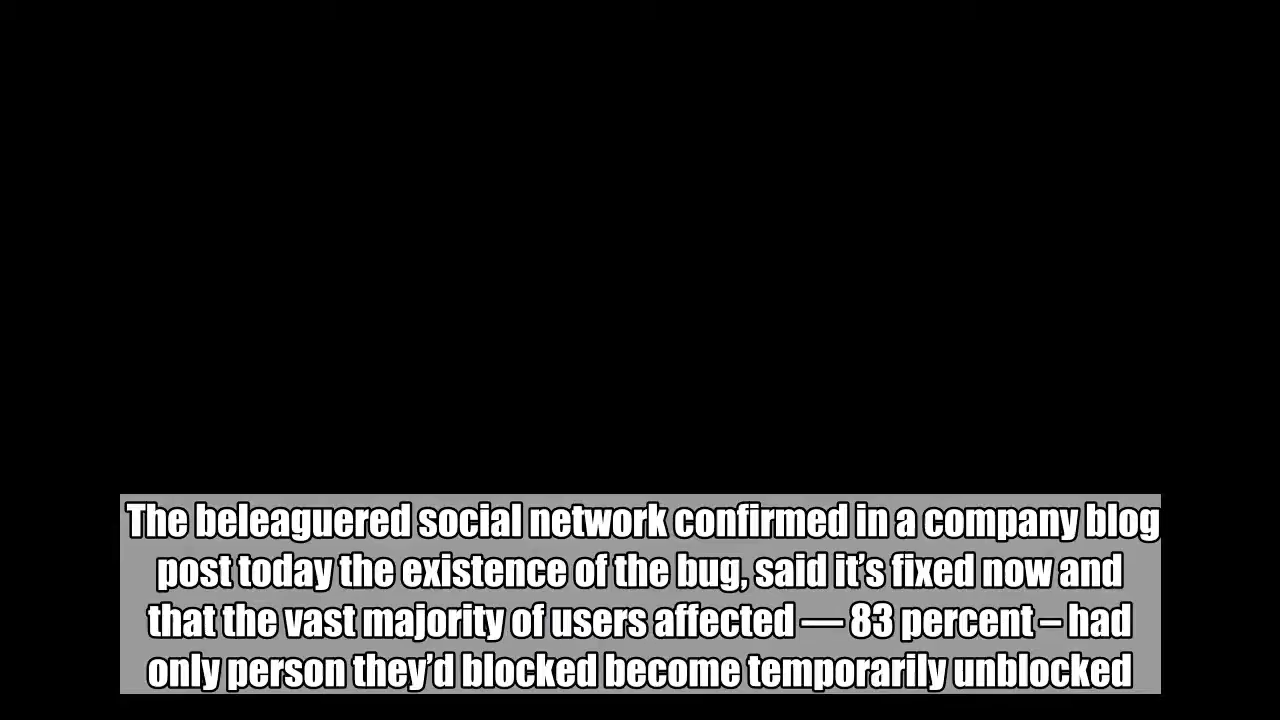 The beleaguered social network confirmed in a company blog
post today the existence of the bug, said it’s fixed now and
that the vast majority of users affected — 83 percent – had
only person they’d blocked become temporarily unblocked